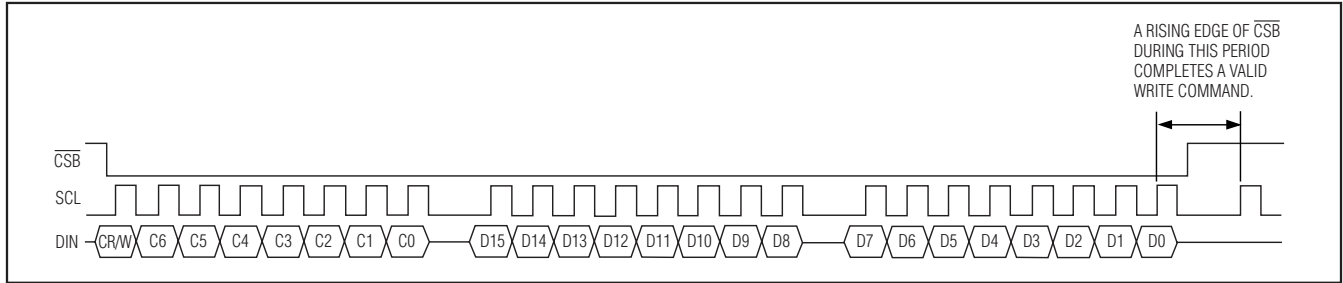 A RISING EDGE OF CSB
DURING THIS PERIOD
COMPLETES A VALID
WRITE COMMAND.
CSB
SCL
DIN CR/W C6 C5 C4 C3 C2 C1 C0 D15 D14 D13 D12 D11 D10 D9 D8 D7 D6 D5 D4 D3 D2 D1 D0